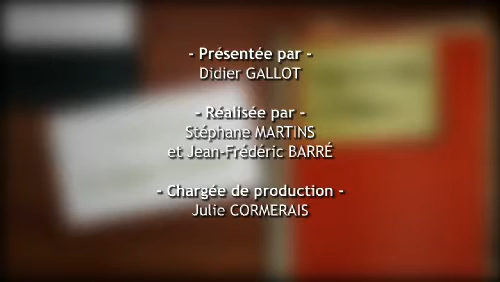 - Présentée par -
Didier GALLOT
- Réalisée par -
Stéphane MARTINS
et Jean-Frédéric BARRÉ
- Chargée de production -
Julie CORMERAIS